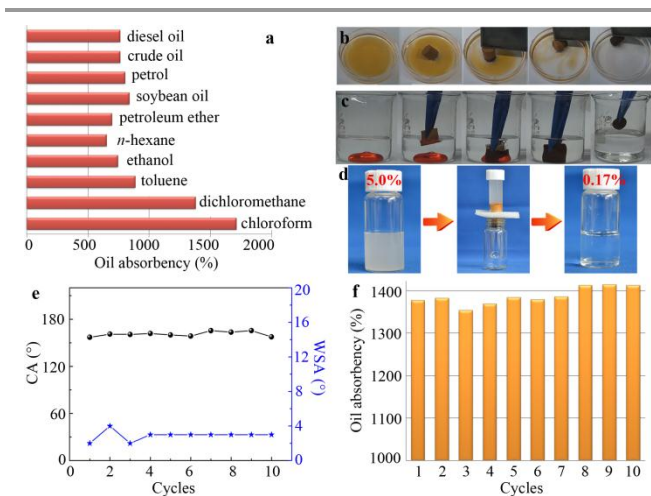 a
diesel oil
crude oil
petrol
soybean oil
petroleum ether
n-hexane
ethanol
toluene
dichloromethane
chloroform
0 500 1000 1500 2000
Oil absorbency (%)
b
c
d
5.0%
0.17%
e
180
120
60
0
CA (°)
20
16
12
8
4
0
WSA (°)
0 2 4 6 8 10
Cycles
f
1400
1300
1200
1100
1000
Oil absorbency (%)
1 2 3 4 5 6 7 8 9 10
Cycles